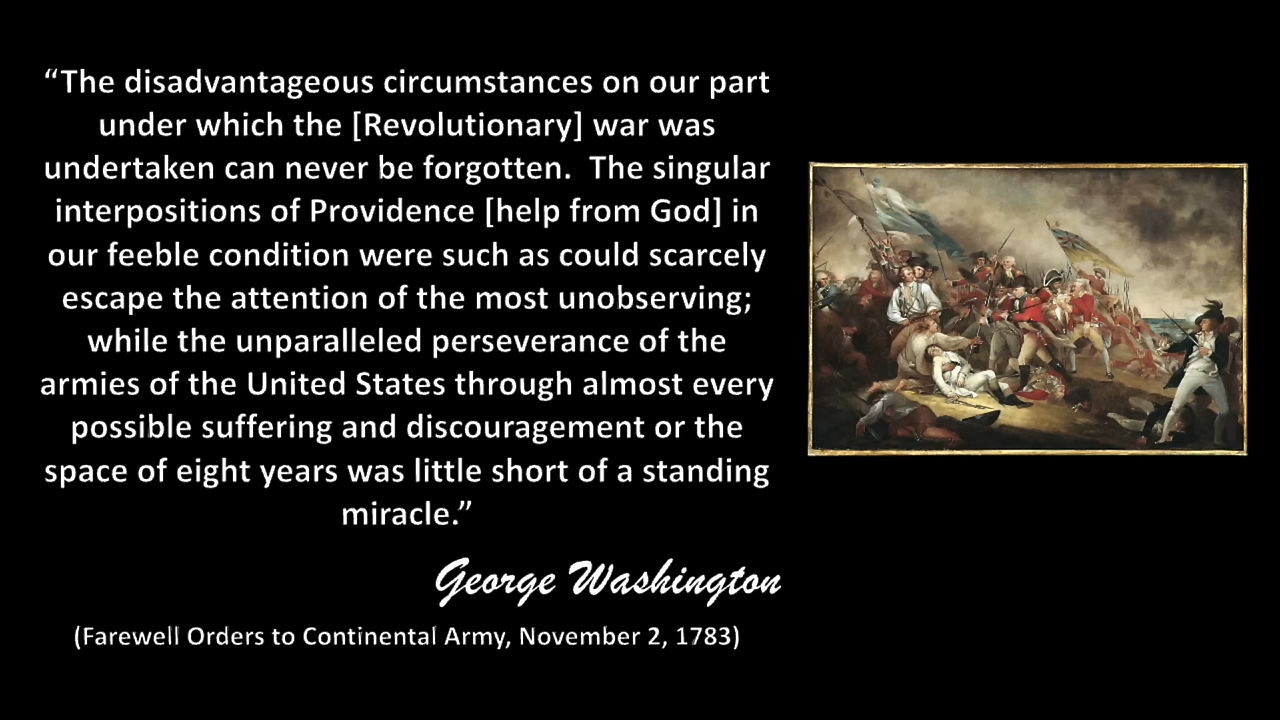 “The disadvantageous circumstances on our part
under which the [Revolutionary] war was
undertaken can never be forgotten.  The singular
interpositions of Providence [help from God] in
our feeble condition were such as could scarcely
escape the attention of the most unobserving;
while the unparalleled perseverance of the
armies of the United States through almost every
possible suffering and discouragement or the
space of eight years was little short of a standing
miracle.”
George Washington
(Farewell Orders to Continental Army, November 2, 1783)